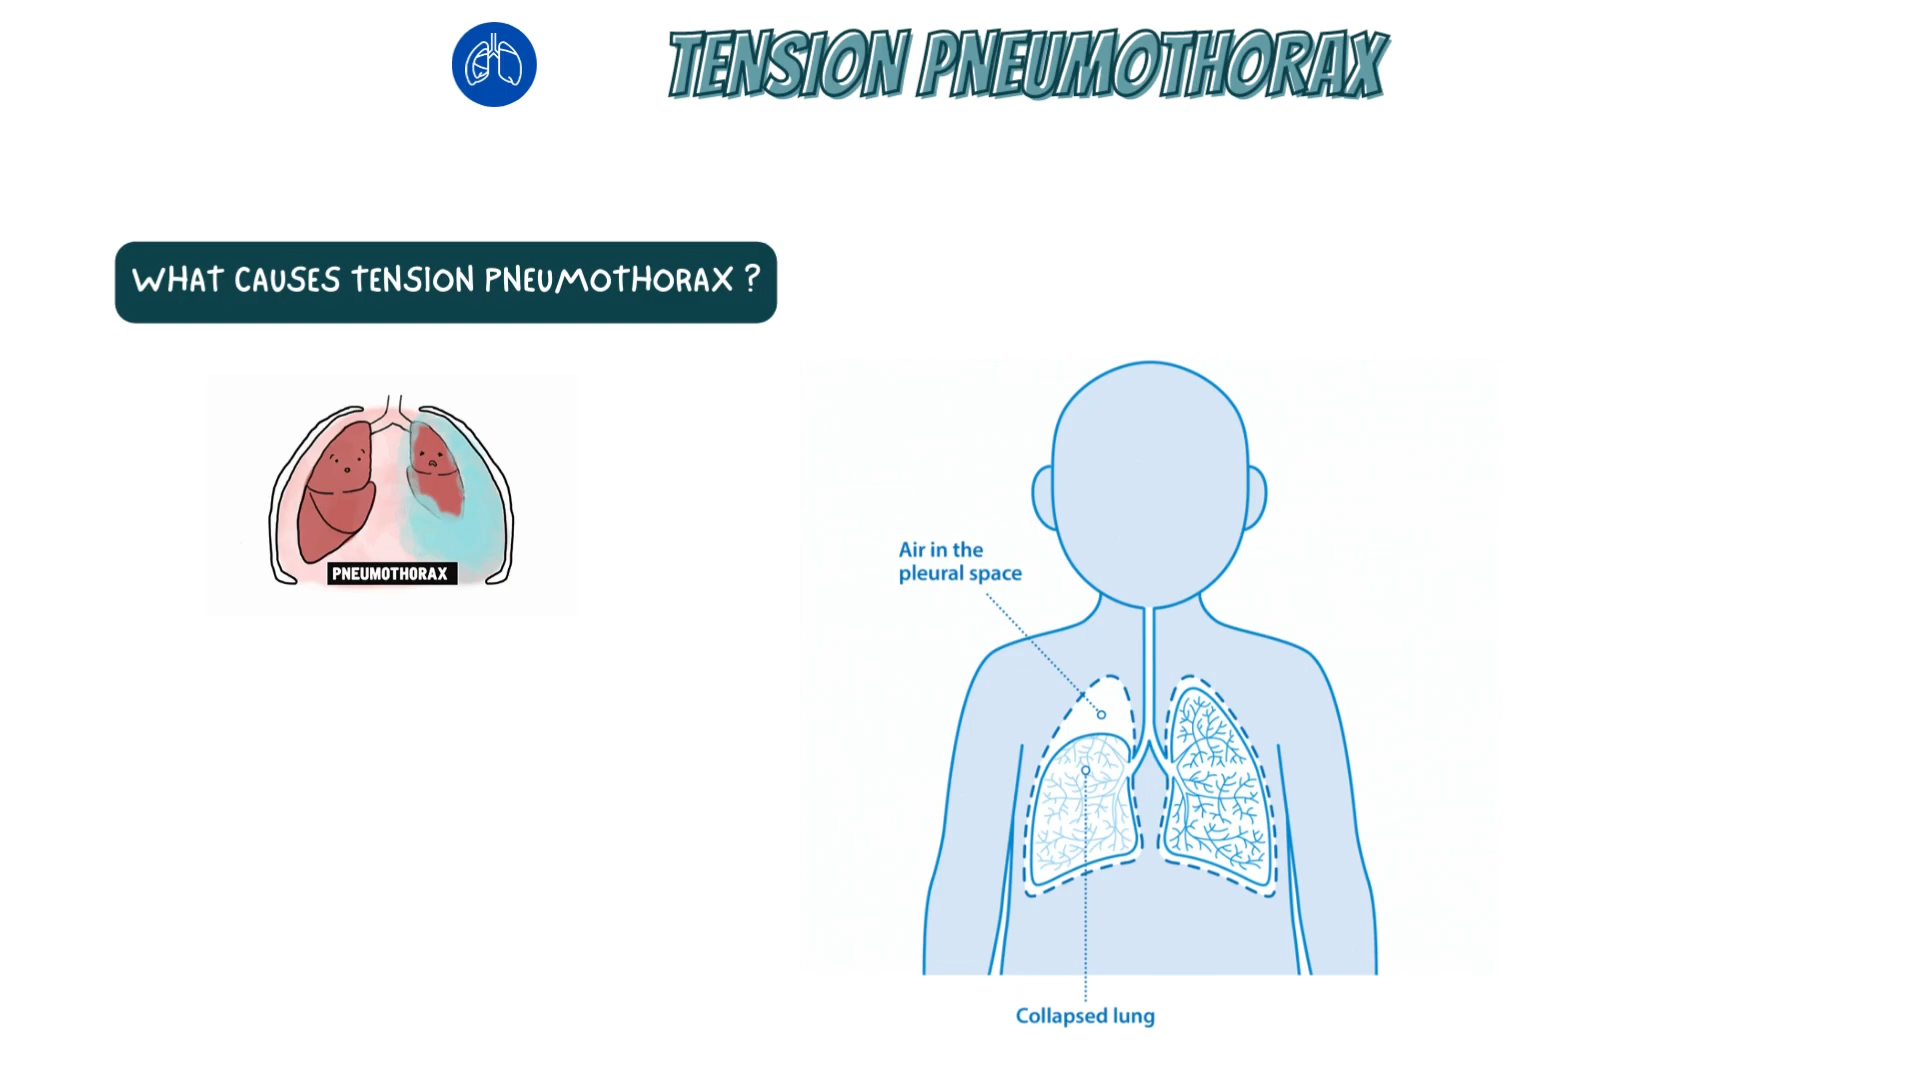 TENSION PNEUMOTHORAX
WHAT CAUSES TENSION PNEUMOTHORAX ?
PNEUMOTHORAX
Air in the
pleural space
Collapsed lung